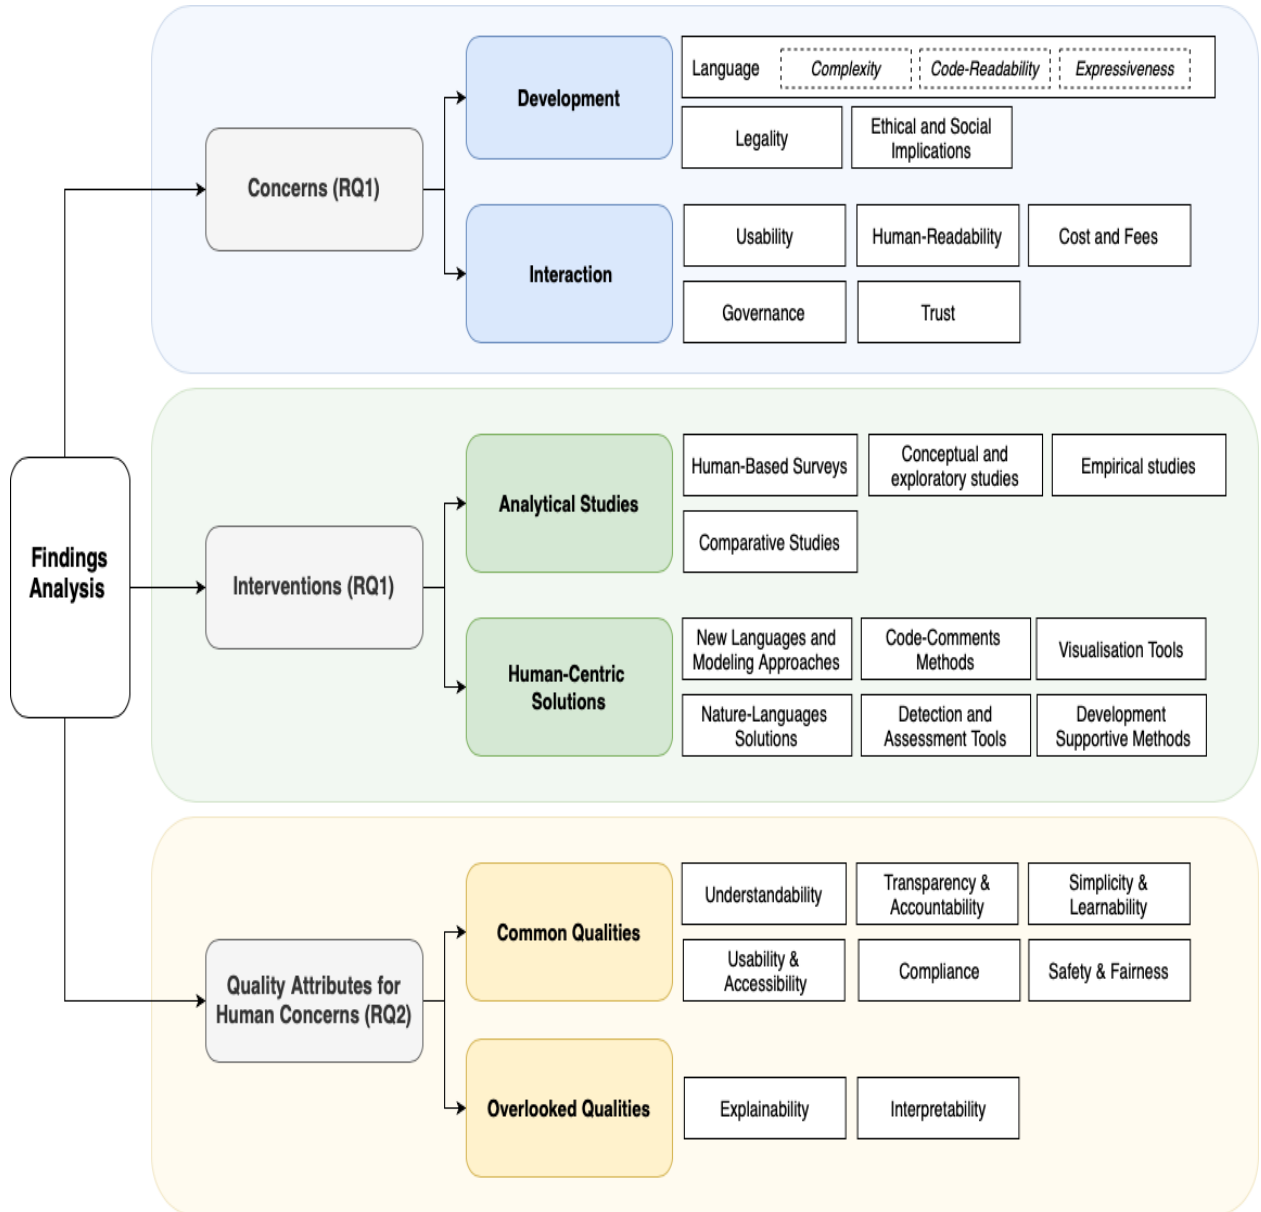 Findings
Analysis
Concerns (RQ1)
Development
Language
Complexity
Code-Readability
Expressiveness
Legality
Ethical and Social
Implications
Interaction
Usability
Human-Readability
Cost and Fees
Governance
Trust
Interventions (RQ1)
Analytical Studies
Human-Based Surveys
Conceptual and
exploratory studies
Empirical studies
Comparative Studies
Human-Centric
Solutions
New Languages and
Modeling Approaches
Code-Comments
Methods
Visualisation Tools
Nature-Languages
Solutions
Detection and
Assessment Tools
Development
Supportive Methods
Quality Attributes for
Human Concerns (RQ2)
Common Qualities
Understandability
Transparency &
Accountability
Simplicity &
Learnability
Usability &
Accessibility
Compliance
Safety & Fairness
Overlooked Qualities
Explainability
Interpretability